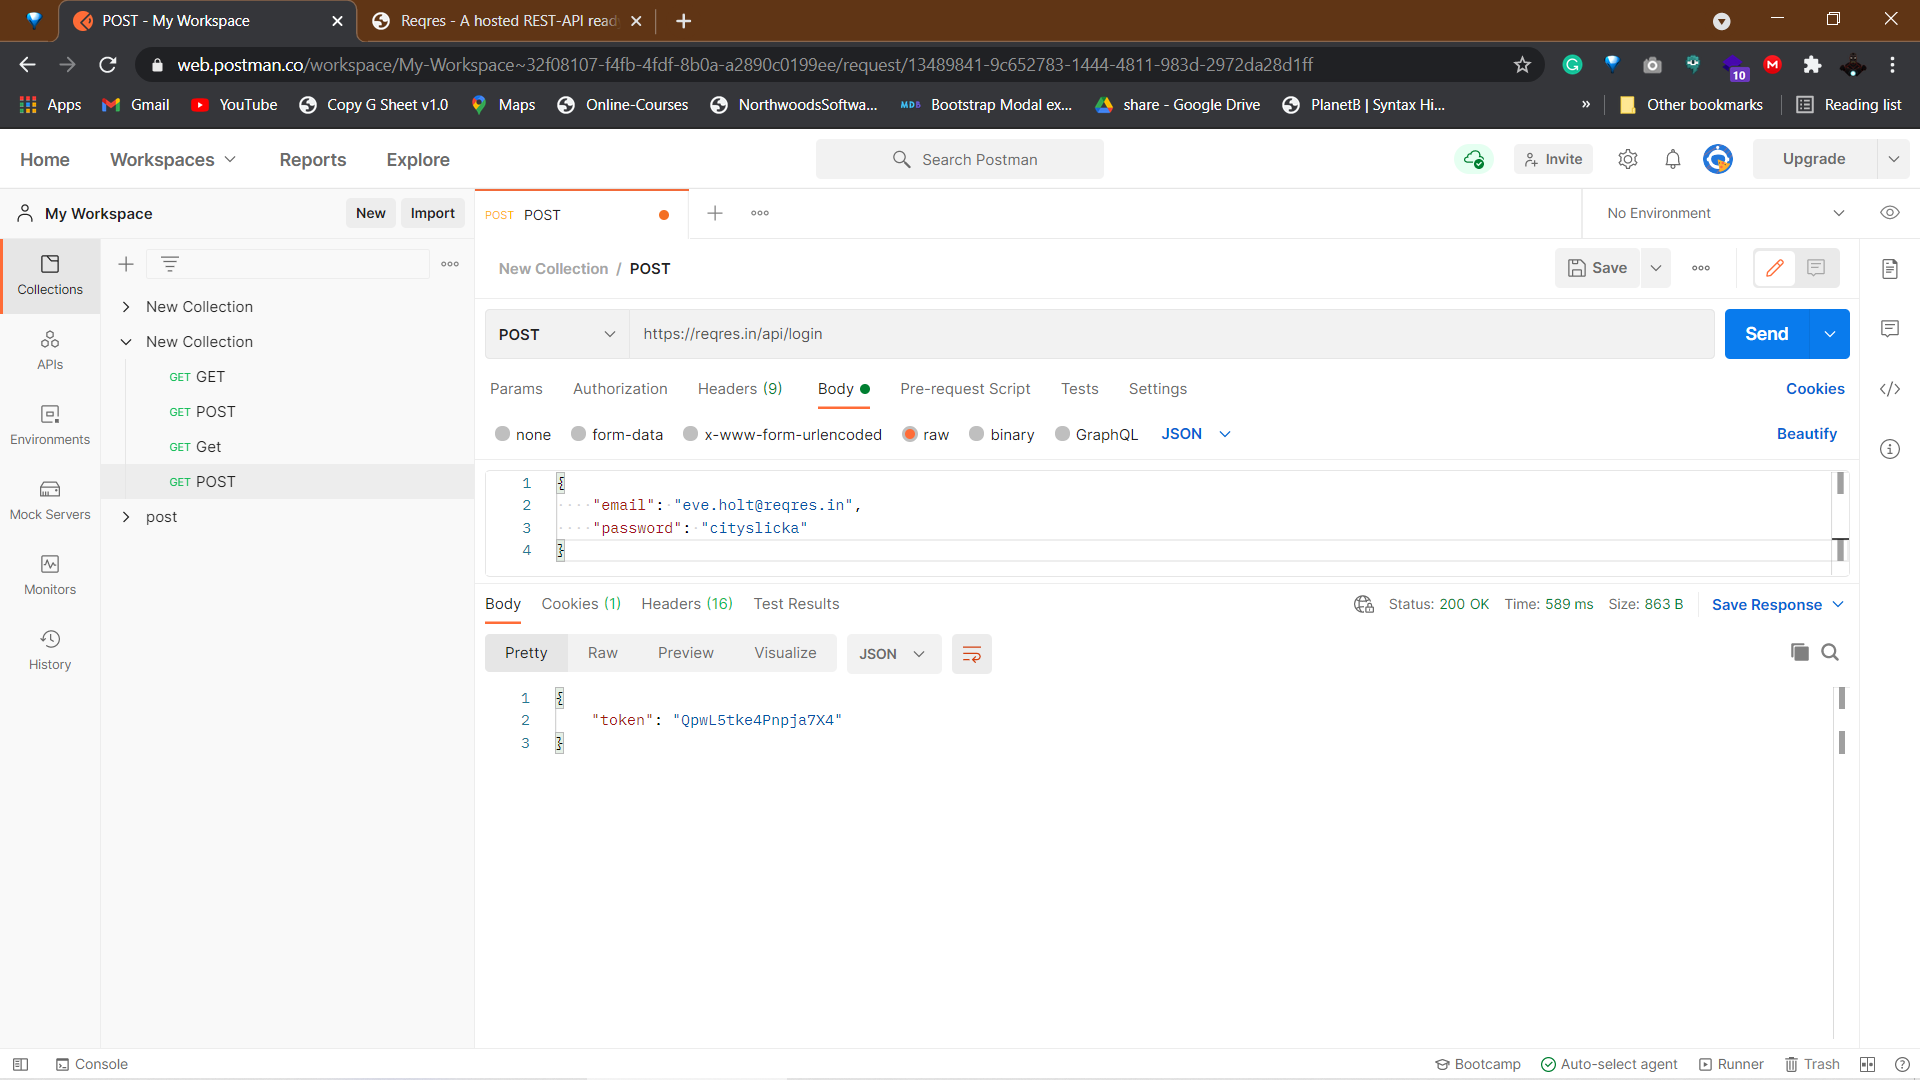 POST - My Workspace
Reqres - A hosted REST-API read
web.postman.co/workspace/My-Workspace~32f08107-f4fb-4fdf-8b0a-a2890c0199ee/request/13489841-9c652783-1444-4811-983d-2972da28d1ff
10
Apps Gmail YouTube Copy G Sheet v1.0 Maps Online-Courses NorthwoodsSoftwa... MDB Bootstrap Modal ex... share - Google Drive PlanetB | Syntax Hi... » Other bookmarks Reading list
Home Workspaces Reports Explore Search Postman Invite Upgrade
My Workspace New Import POST POST No Environment
Collections
New Collection / POST Save
New Collection
New Collection
GET GET
GET POST
GET Get
GET POST
post
APIs
Environments
Mock Servers
Monitors
History
POST https://reqres.in/api/login Send
Params Authorization Headers (9) Body Pre-request Script Tests Settings Cookies
none form-data x-www-form-urlencoded raw binary GraphQL JSON Beautify
1 {
2 "email": "eve.holt@reqres.in",
3 "password": "cityslicka"
4 }
Body Cookies (1) Headers (16) Test Results Status: 200 OK Time: 589 ms Size: 863 B Save Response
Pretty Raw Preview Visualize JSON
1 {
2 "token": "QpwL5tke4Pnpja7X4"
3 }
Console Bootcamp Auto-select agent Runner Trash